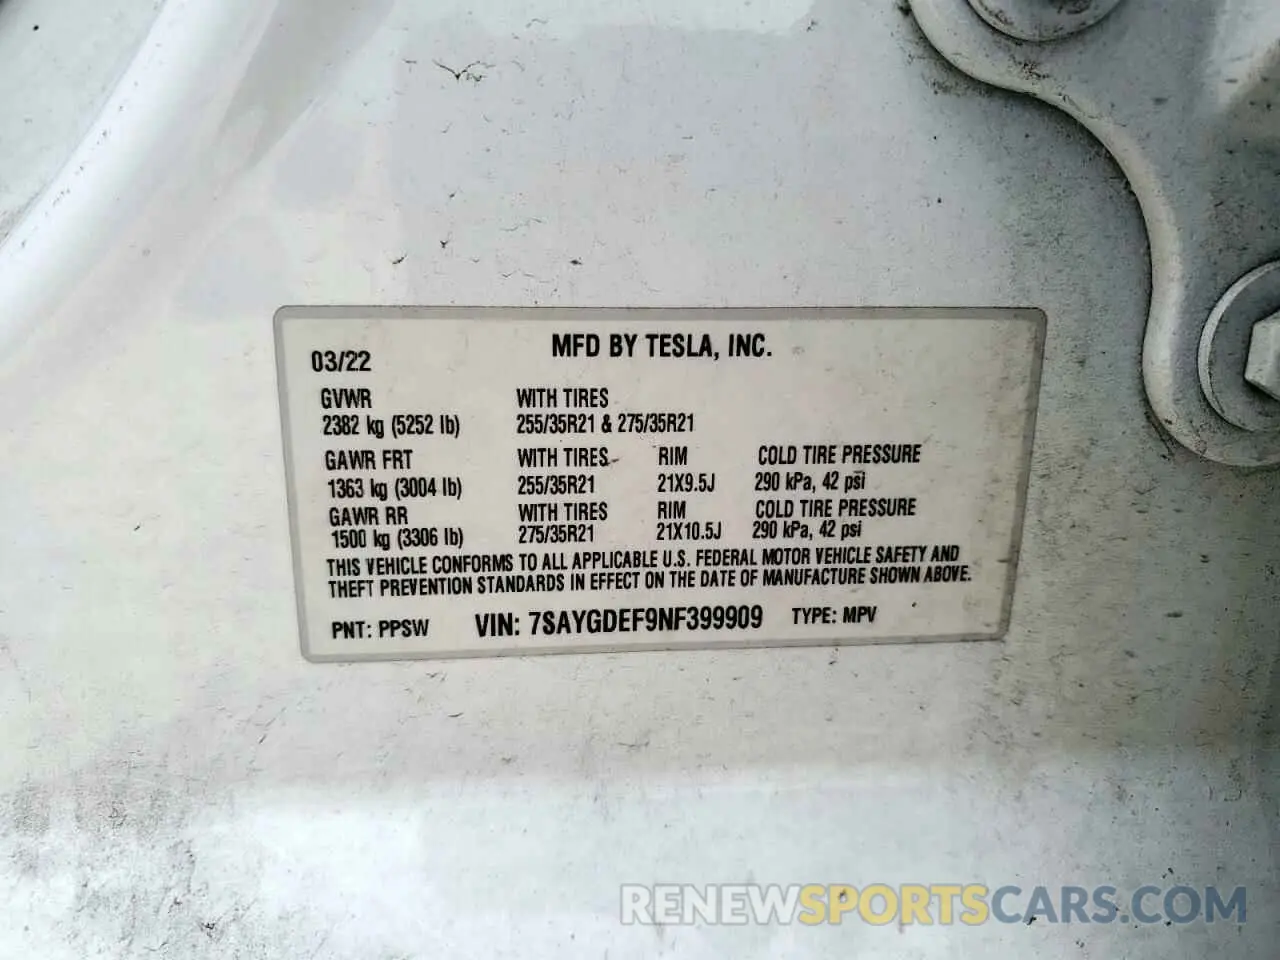 MFD BY TESLA, INC.
03/22
GVWR WITH TIRES
2382 kg (5252 lb) 255/35R21 & 275/35R21
GAWR FRT WITH TIRES RIM COLD TIRE PRESSURE
1363 kg (3004 lb) 255/35R21 21X9.5J 290 kPa, 42 psi
GAWR RR WITH TIRES RIM COLD TIRE PRESSURE
1500 kg (3306 lb) 275/35R21 21X10.5J 290 kPa, 42 psi
THIS VEHICLE CONFORMS TO ALL APPLICABLE U.S. FEDERAL MOTOR VEHICLE SAFETY AND
THEFT PREVENTION STANDARDS IN EFFECT ON THE DATE OF MANUFACTURE SHOWN ABOVE.
PNT: PPSW VIN: 7SAYGDEF9NF399909 TYPE: MPV
RENEWSPORTSCARS.COM